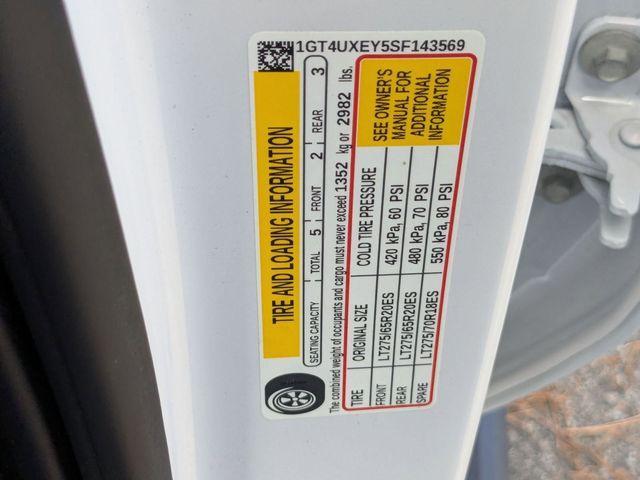 1GT4UXEY5SF143569
TIRE AND LOADING INFORMATION
SEATING CAPACITY TOTAL 5 FRONT 2 REAR 3
The combined weight of occupants and cargo must never exceed 1352 kg or 2982 lbs.
TIRE ORIGINAL SIZE COLD TIRE PRESSURE
FRONT LT275/65R20ES 420 kPa, 60 PSI
REAR LT275/65R20ES 480 kPa, 70 PSI
SPARE LT275/70R18ES 550 kPa, 80 PSI
SEE OWNER'S
MANUAL FOR
ADDITIONAL
INFORMATION